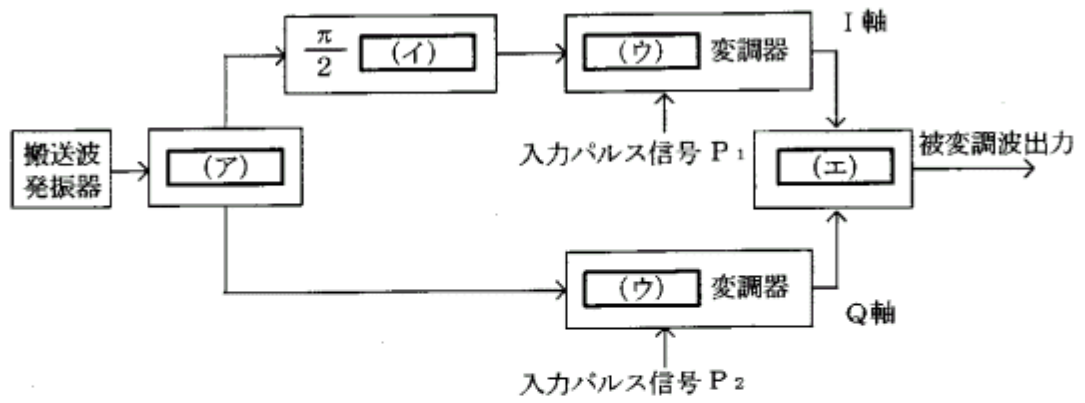 I 軸
π/2 (イ)
(ウ) 変調器
入力パルス信号 P₁
搬送波
発振器
(ア)
(エ)
被変調波出力
(ウ) 変調器
Q軸
入力パルス信号 P₂